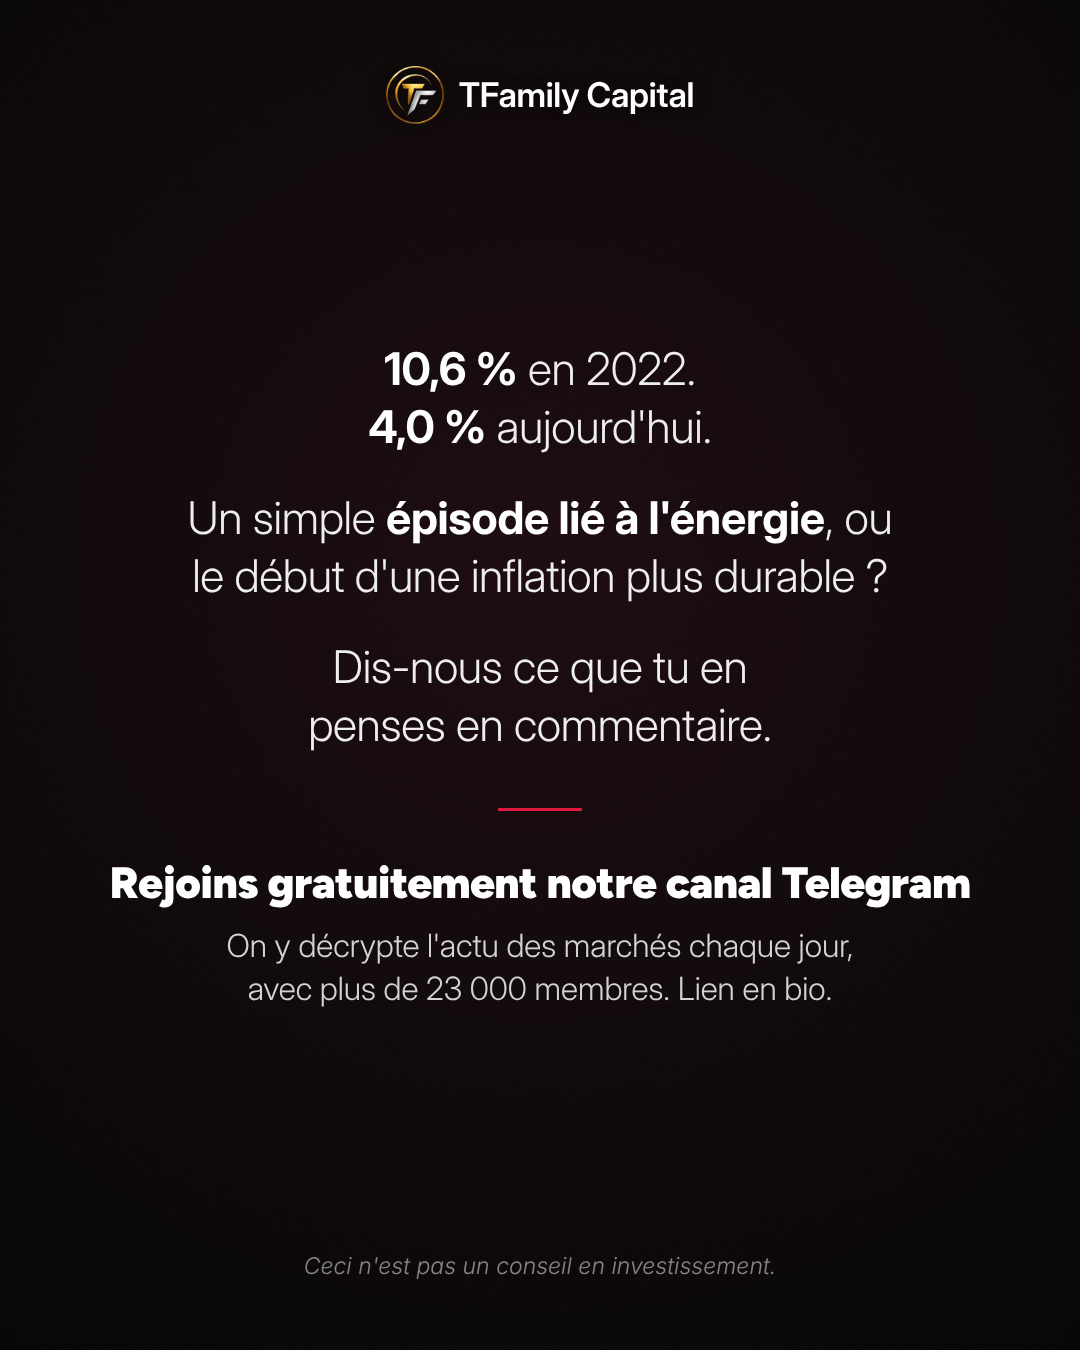 TFamily Capital
10,6 % en 2022.
4,0 % aujourd'hui.
Un simple épisode lié à l'énergie, ou
le début d'une inflation plus durable ?
Dis-nous ce que tu en
penses en commentaire.
Rejoins gratuitement notre canal Telegram
On y décrypte l'actu des marchés chaque jour,
avec plus de 23 000 membres. Lien en bio.
Ceci n'est pas un conseil en investissement.